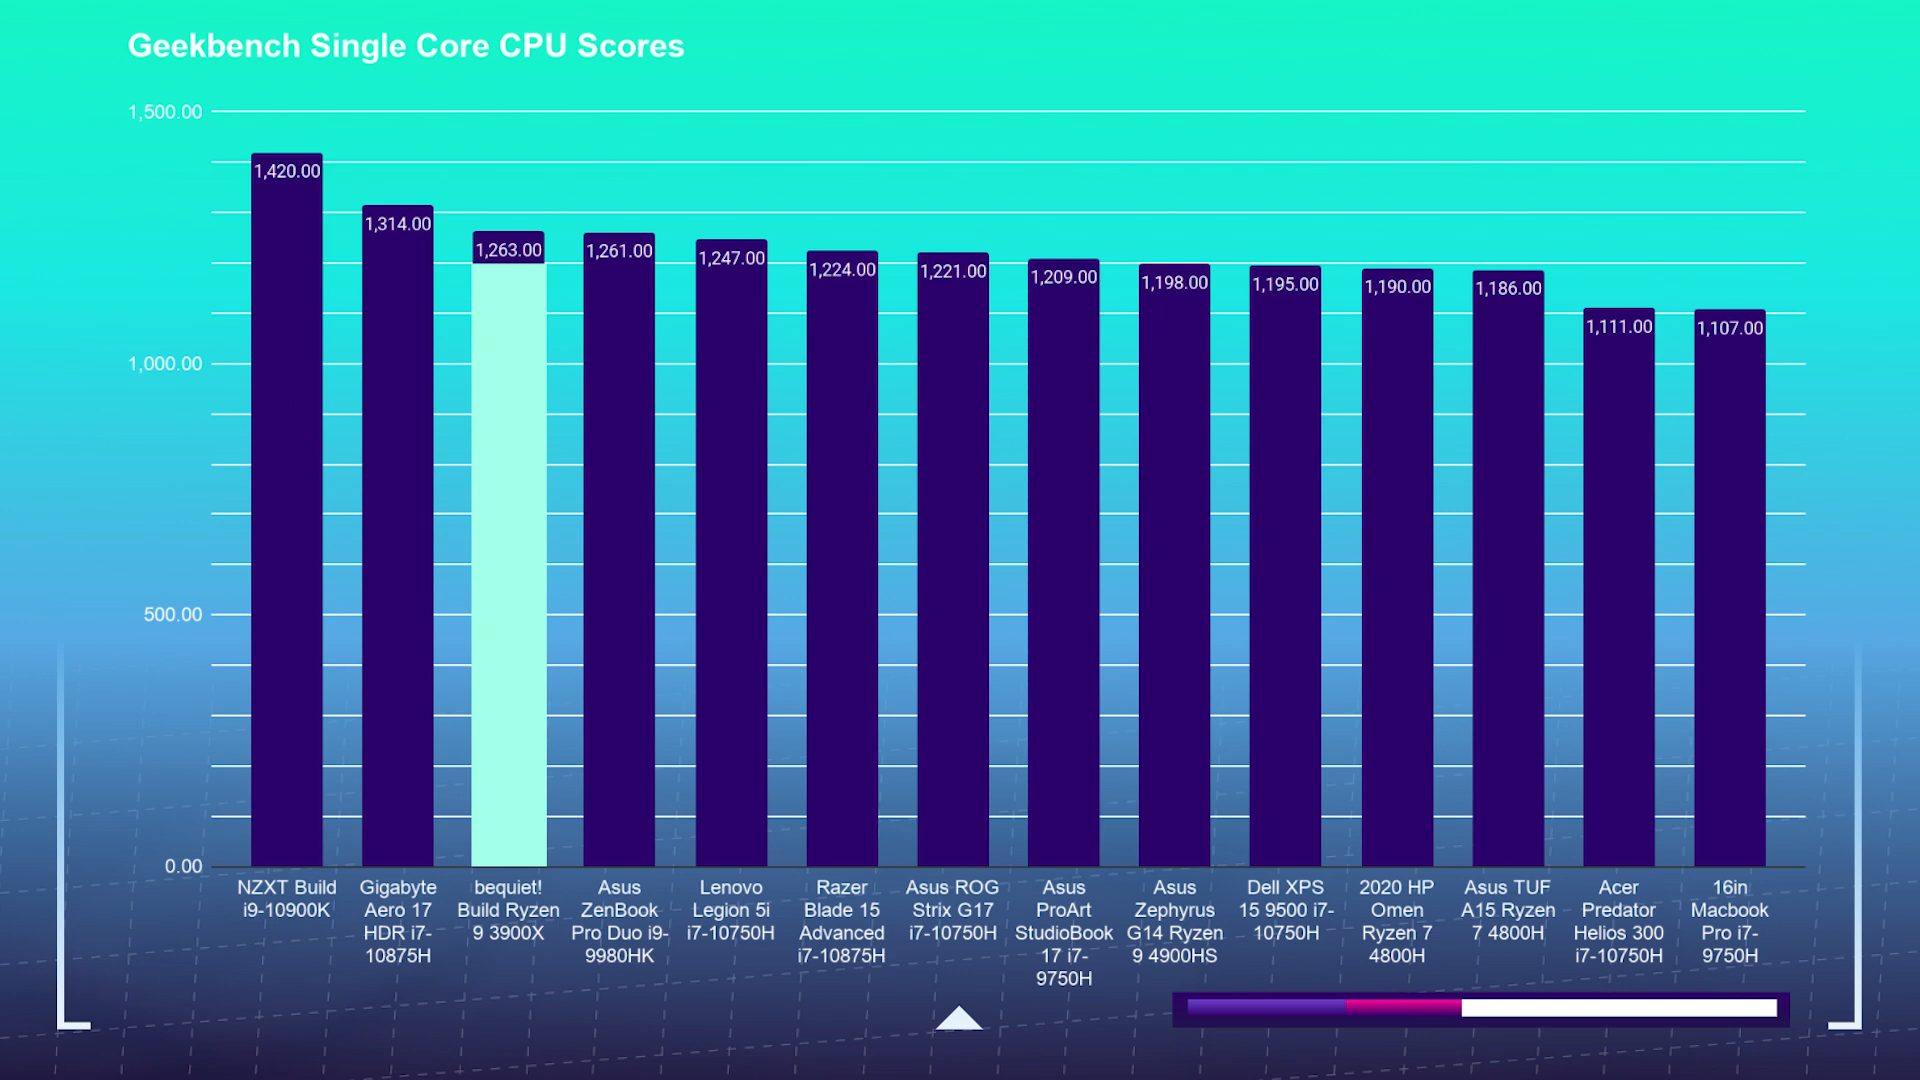 Geekbench Single Core CPU Scores
1,500.00
1,000.00
500.00
0.00
1,420.00
1,314.00
1,263.00
1,261.00
1,247.00
1,224.00
1,221.00
1,209.00
1,198.00
1,195.00
1,190.00
1,186.00
1,111.00
1,107.00
NZXT Build
i9-10900K
Gigabyte
Aero 17
HDR i7-
10875H
bequiet!
Build Ryzen
9 3900X
Asus
ZenBook
Pro Duo i9-
9980HK
Lenovo
Legion 5i
i7-10750H
Razer
Blade 15
Advanced
i7-10875H
Asus ROG
Strix G17
i7-10750H
Asus
ProArt
StudioBook
17 i7-
9750H
Asus
Zephyrus
G14 Ryzen
9 4900HS
Dell XPS
15 9500 i7-
10750H
2020 HP
Omen
Ryzen 7
4800H
Asus TUF
A15 Ryzen
7 4800H
Acer
Predator
Helios 300
i7-10750H
16in
Macbook
Pro i7-
9750H